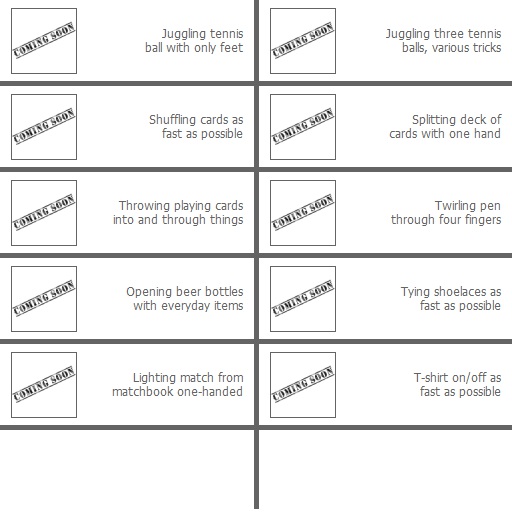 COMING SOON
Juggling tennis
ball with only feet
COMING SOON
Juggling three tennis
balls, various tricks
COMING SOON
Shuffling cards as
fast as possible
COMING SOON
Splitting deck of
cards with one hand
COMING SOON
Throwing playing cards
into and through things
COMING SOON
Twirling pen
through four fingers
COMING SOON
Opening beer bottles
with everyday items
COMING SOON
Tying shoelaces as
fast as possible
COMING SOON
Lighting match from
matchbook one-handed
COMING SOON
T-shirt on/off as
fast as possible